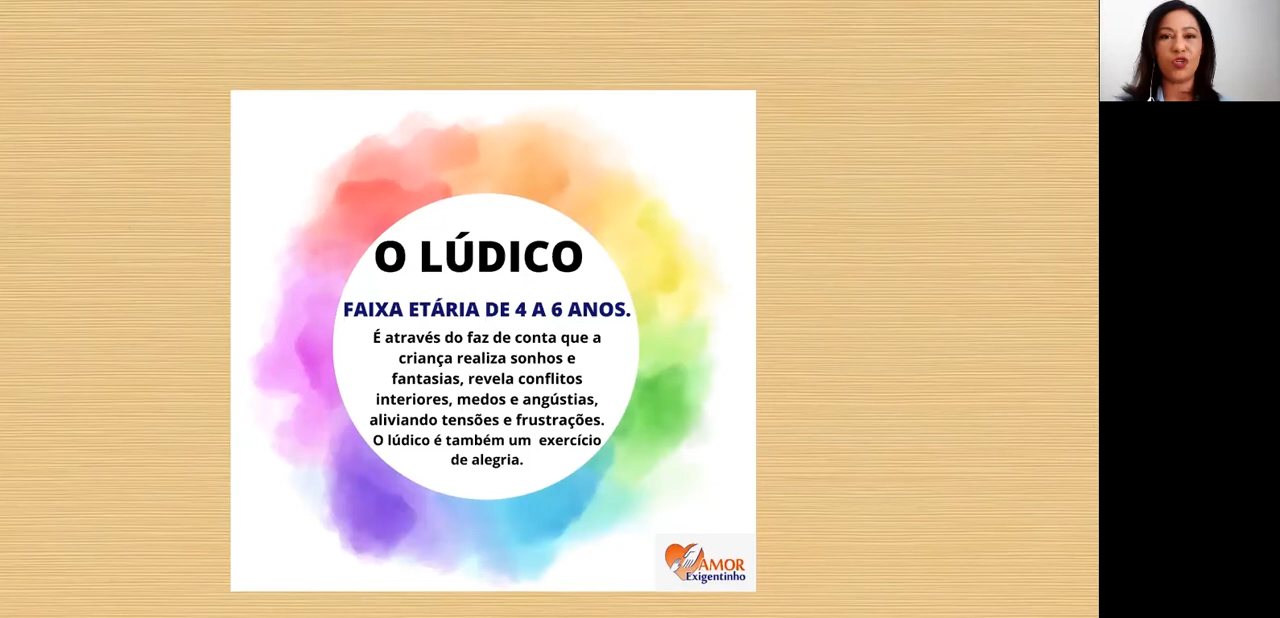 O LÚDICO
FAIXA ETÁRIA DE 4 A 6 ANOS.
É através do faz de conta que a
criança realiza sonhos e
fantasias, revela conflitos
interiores, medos e angústias,
aliviando tensões e frustrações.
O lúdico é também um exercício
de alegria.
AMOR
Exigentinho